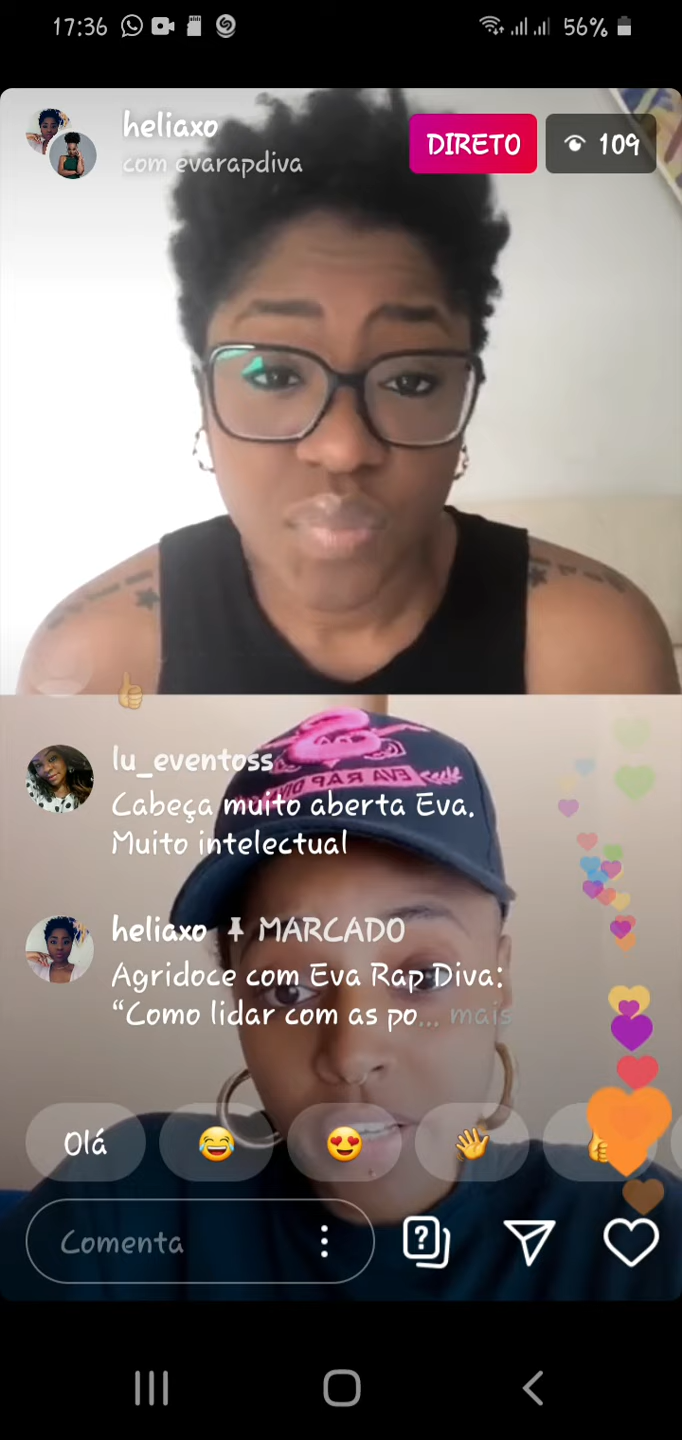 17:36 56%
heliaxo
com evarapdiva
DIRETO 109
EVA RAP DIVA
lu_eventoss
Cabeça muito aberta Eva.
Muito intelectual
heliaxo MARCADO
Agridoce com Eva Rap Diva:
“Como lidar com as po... mais
Olá
Comenta